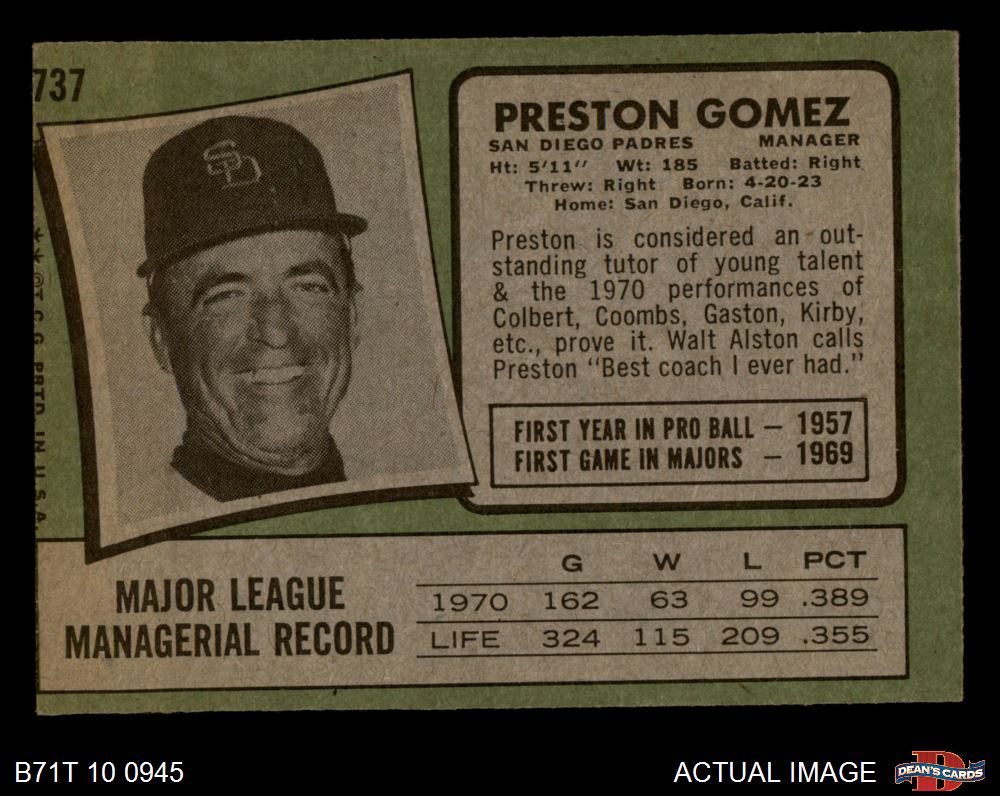 737
SD
PRESTON GOMEZ
SAN DIEGO PADRES MANAGER
Ht: 5'11" Wt: 185 Batted: Right
Threw: Right Born: 4-20-23
Home: San Diego, Calif.
Preston is considered an out-
standing tutor of young talent
& the 1970 performances of
Colbert, Coombs, Gaston, Kirby,
etc., prove it. Walt Alston calls
Preston "Best coach I ever had."
FIRST YEAR IN PRO BALL — 1957
FIRST GAME IN MAJORS — 1969
**©T.C.G. PRTD. IN U.S.A.
MAJOR LEAGUE
MANAGERIAL RECORD
G W L PCT
1970 162 63 99 .389
LIFE 324 115 209 .355
B71T 10 0945
ACTUAL IMAGE
D
DEAN'S CARDS